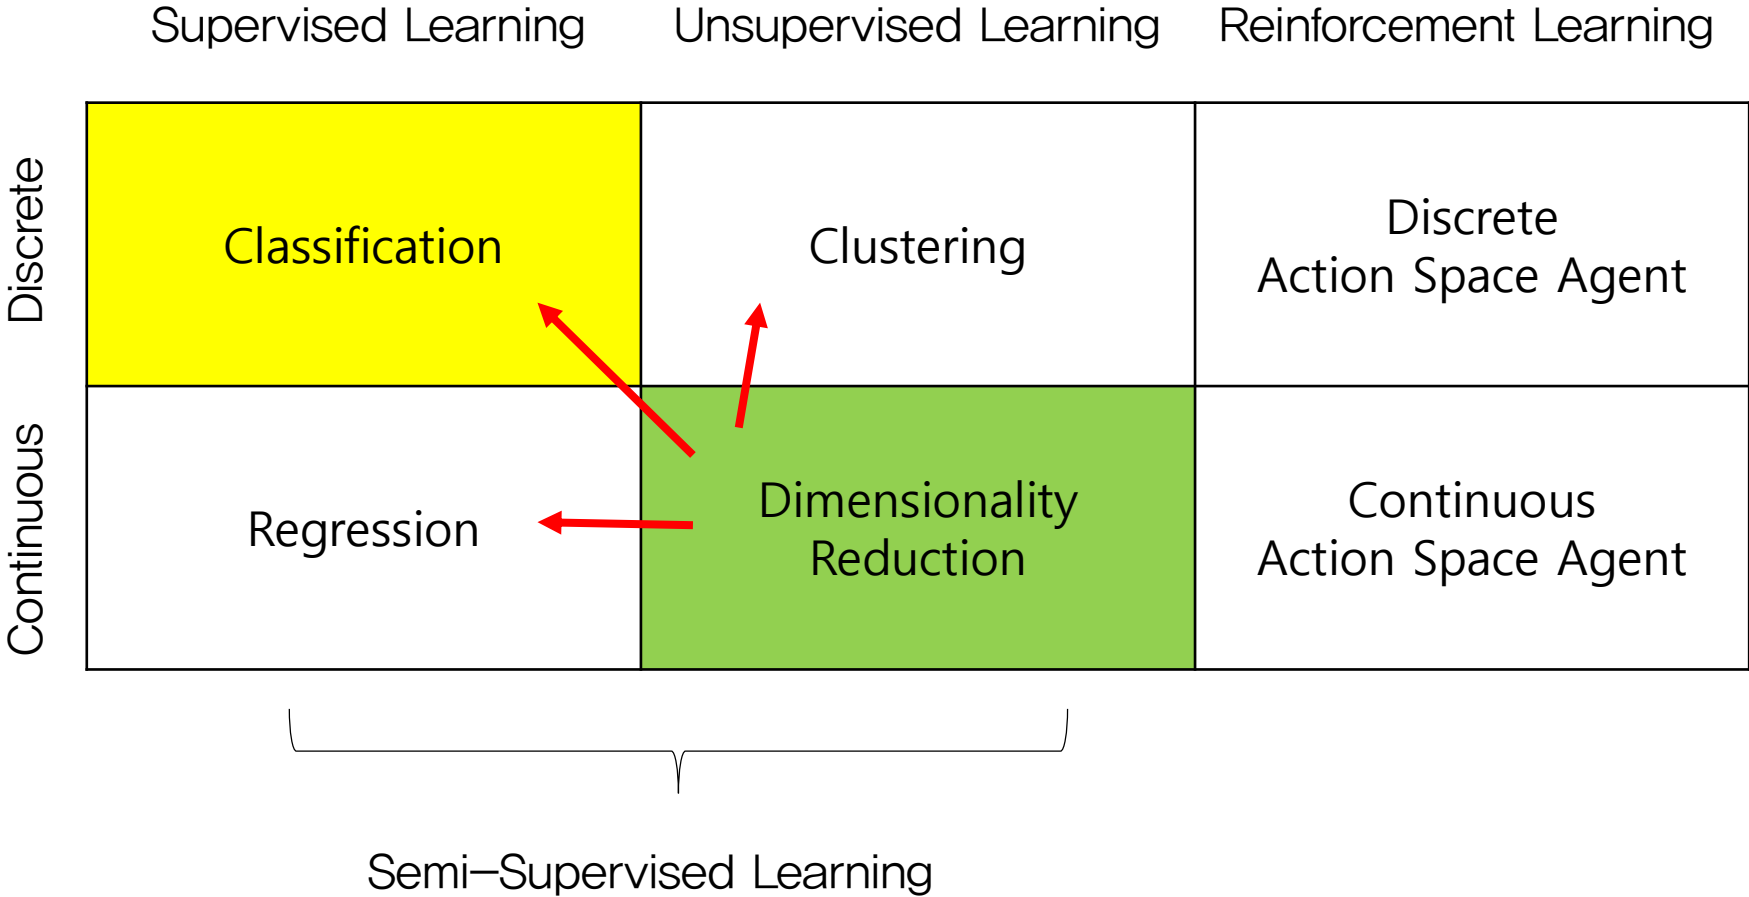 Supervised Learning
Unsupervised Learning
Reinforcement Learning
Discrete
Classification
Clustering
Discrete
Action Space Agent
Continuous
Regression
Dimensionality
Reduction
Continuous
Action Space Agent
Semi-Supervised Learning